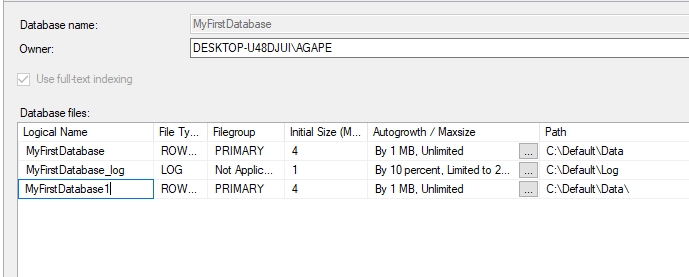 Database name: MyFirstDatabase
Owner: DESKTOP-U48DJUI\AGAPE
Use full-text indexing
Database files:
Logical Name File Ty... Filegroup Initial Size (M... Autogrowth / Maxsize Path
MyFirstDatabase ROW... PRIMARY 4 By 1 MB, Unlimited ... C:\Default\Data
MyFirstDatabase_log LOG Not Applic... 1 By 10 percent, Limited to 2... ... C:\Default\Log
MyFirstDatabase1 ROW... PRIMARY 4 By 1 MB, Unlimited ... C:\Default\Data\